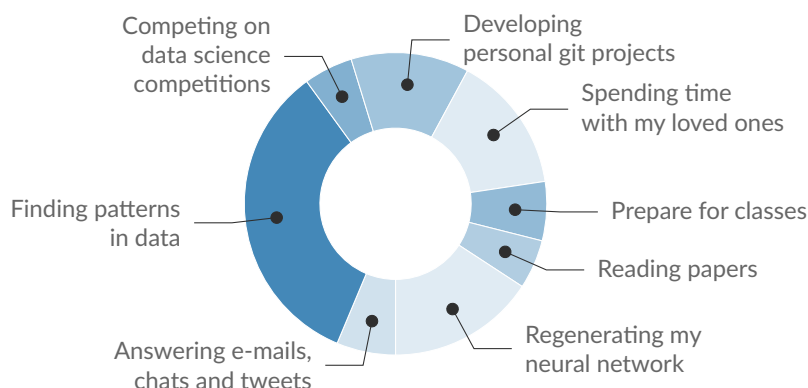 Competing on
data science
competitions
Developing
personal git projects
Spending time
with my loved ones
Prepare for classes
Reading papers
Regenerating my
neural network
Answering e-mails,
chats and tweets
Finding patterns
in data